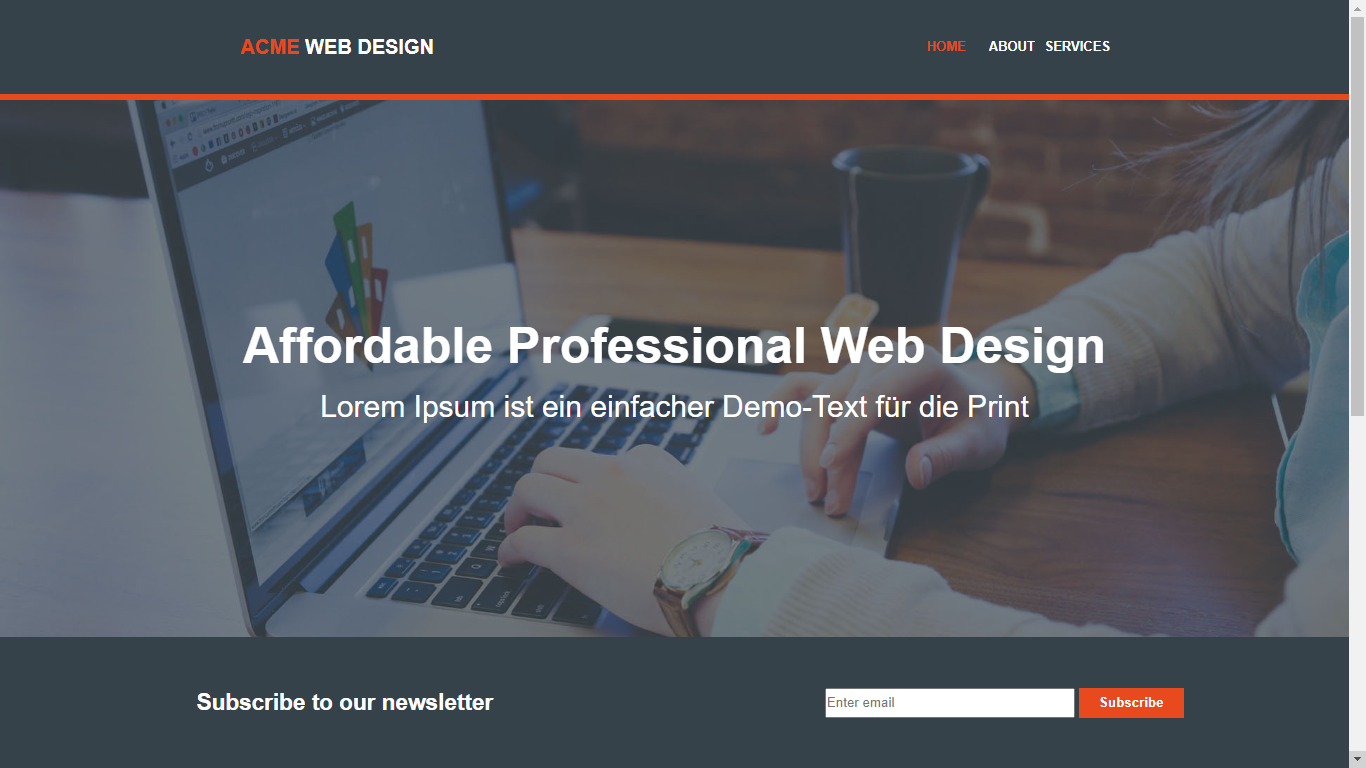 ACME WEB DESIGN
HOME ABOUT SERVICES
Affordable Professional Web Design
Lorem Ipsum ist ein einfacher Demo-Text für die Print
Subscribe to our newsletter
Enter email Subscribe